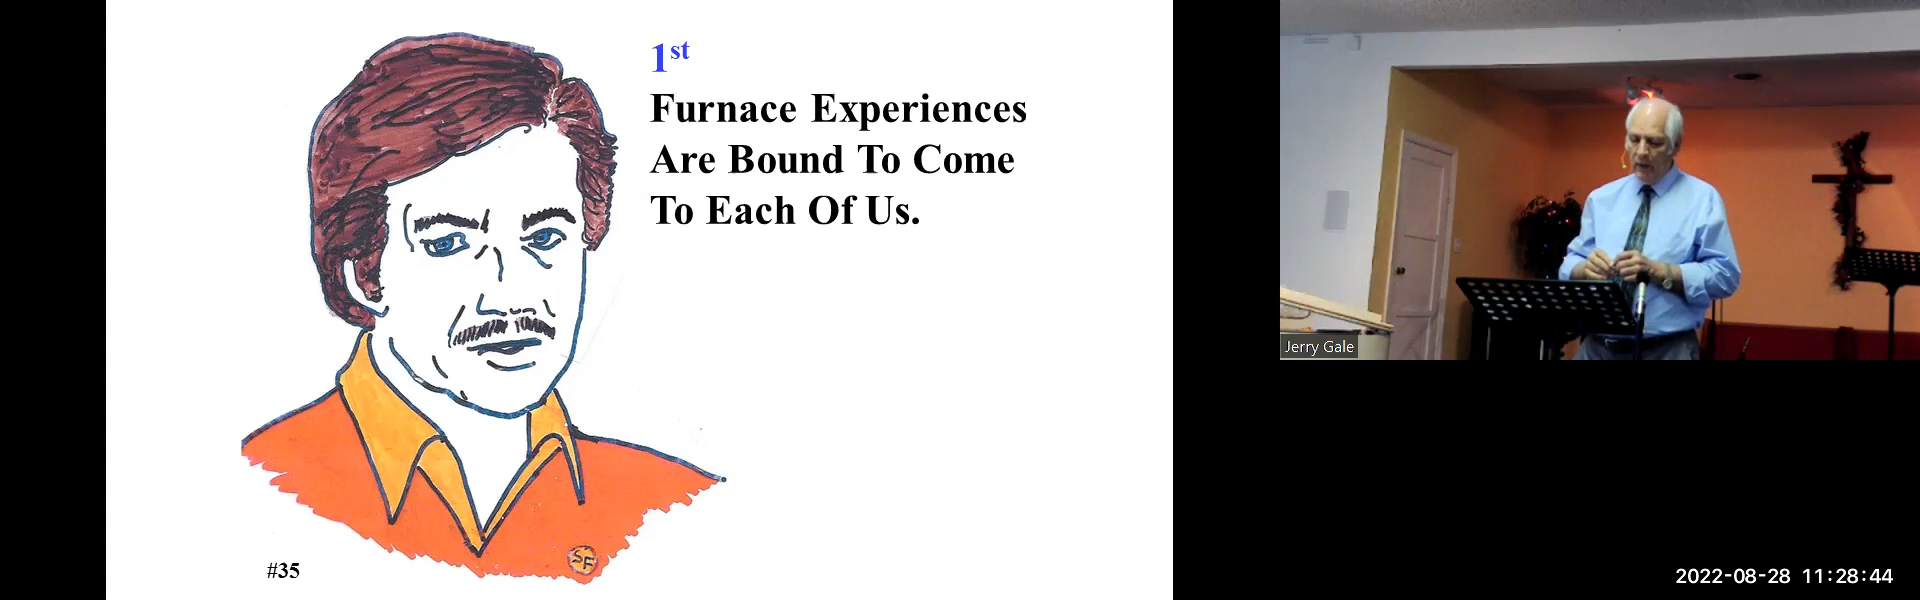 1st
Furnace Experiences
Are Bound To Come
To Each Of Us.
SF
#35
Jerry Gale
2022-08-28 11:28:44